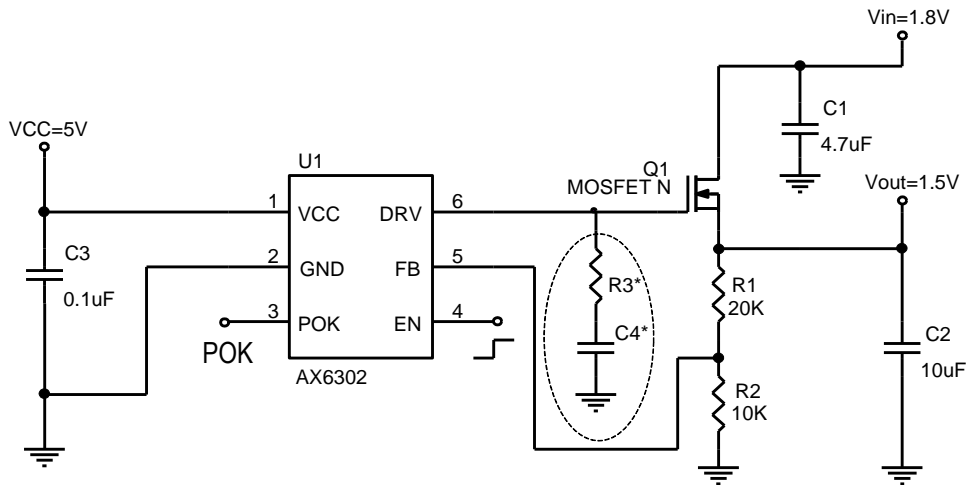 Vin=1.8V
C1
4.7uF
VCC=5V
U1
Q1
MOSFET N
Vout=1.5V
1
VCC
DRV
6
C3
0.1uF
2
GND
FB
5
R3*
R1
20K
3
POK
EN
4
C4*
C2
10uF
POK
AX6302
R2
10K